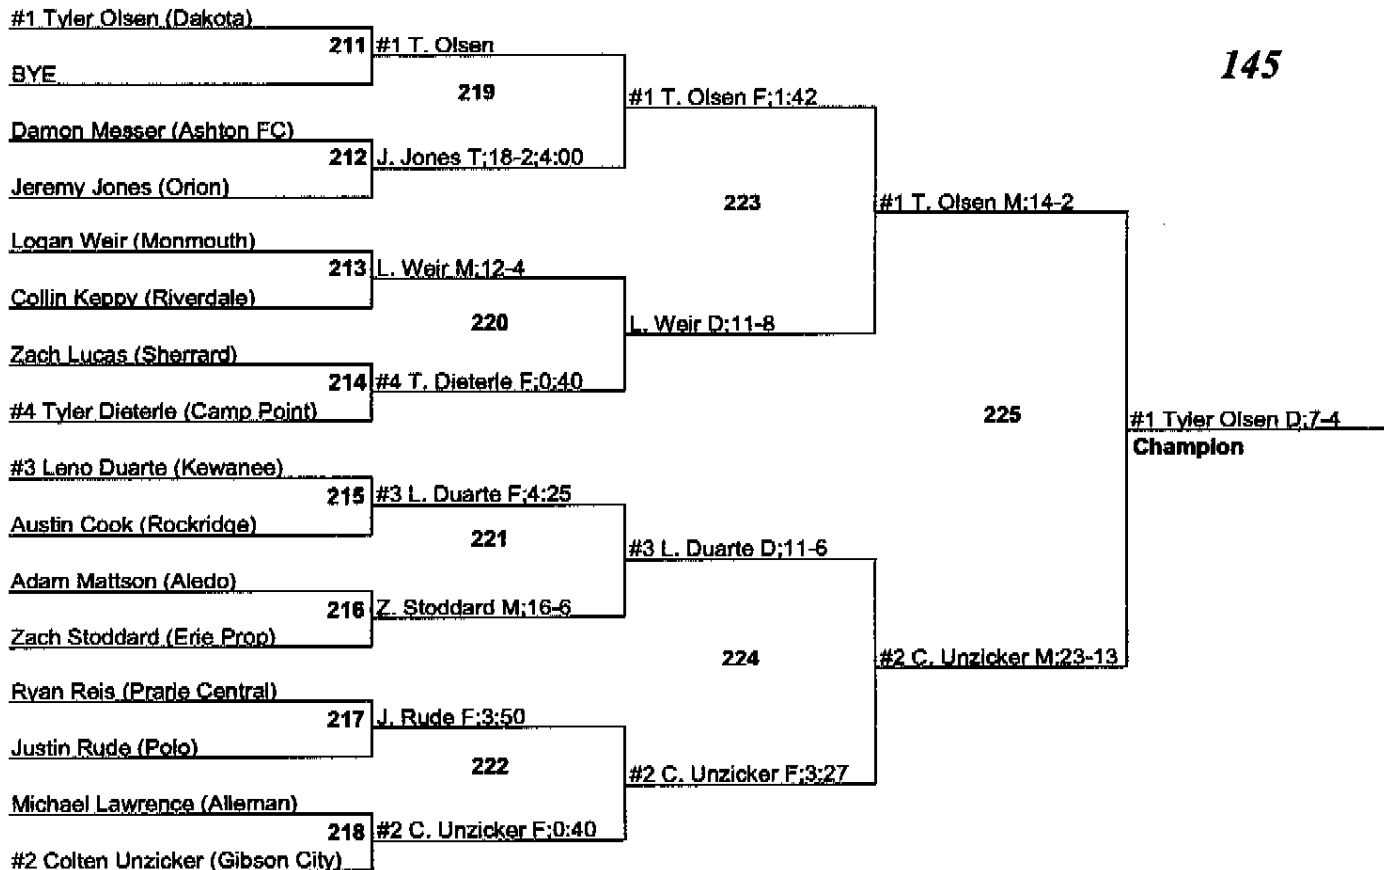 145
#1 Tyler Olsen (Dakota)
BYE
211
Damon Messer (Ashton FC)
Jeremy Jones (Orion)
212
Logan Weir (Monmouth)
Collin Keppy (Riverdale)
213
Zach Lucas (Sherrard)
#4 Tyler Dieterle (Camp Point)
214
#3 Leno Duarte (Kewanee)
Austin Cook (Rockridge)
215
Adam Mattson (Aledo)
Zach Stoddard (Erie Prop)
216
Ryan Reis (Prarie Central)
Justin Rude (Polo)
217
Michael Lawrence (Alleman)
#2 Colten Unzicker (Gibson City)
218
#1 T. Olsen
219
J. Jones T;18-2;4:00
L. Weir M;12-4
220
#4 T. Dieterle F;0:40
#3 L. Duarte F;4:25
221
Z. Stoddard M;16-6
J. Rude F;3:50
222
#2 C. Unzicker F;0:40
#1 T. Olsen F;1:42
223
L. Weir D;11-8
#3 L. Duarte D;11-6
224
#2 C. Unzicker F;3:27
#1 T. Olsen M;14-2
225
#2 C. Unzicker M;23-13
#1 Tyler Olsen D;7-4
Champion